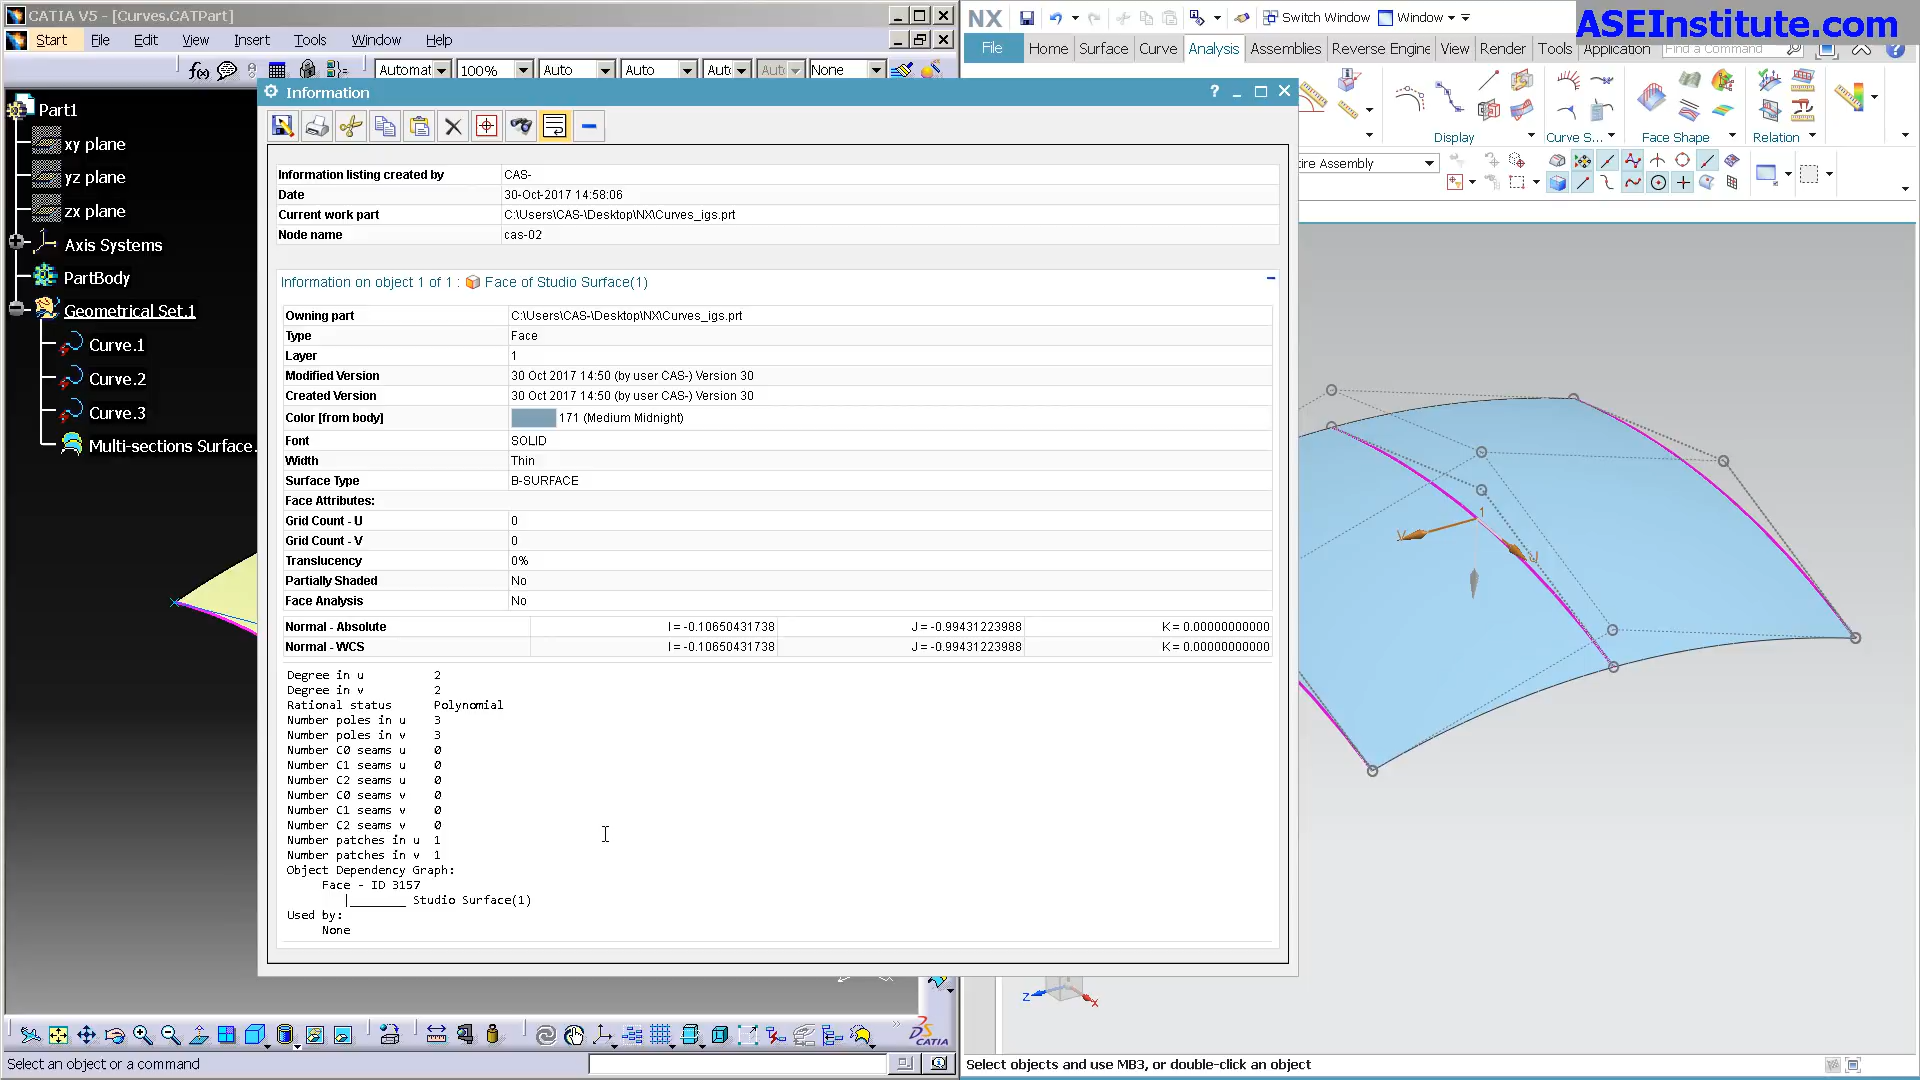 CATIA V5 - [Curves.CATPart]
Start File Edit View Insert Tools Window Help
f(x) Automat 100% Auto Auto Aut Aut None
Part1
xy plane
yz plane
zx plane
Axis Systems
PartBody
Geometrical Set.1
Curve.1
Curve.2
Curve.3
Multi-sections Surface.
Information
Information listing created by CAS-
Date 30-Oct-2017 14:58:06
Current work part C:\Users\CAS-\Desktop\NX\Curves_igs.prt
Node name cas-02
Information on object 1 of 1 : Face of Studio Surface(1)
Owning part C:\Users\CAS-\Desktop\NX\Curves_igs.prt
Type Face
Layer 1
Modified Version 30 Oct 2017 14:50 (by user CAS-) Version 30
Created Version 30 Oct 2017 14:50 (by user CAS-) Version 30
Color [from body] 171 (Medium Midnight)
Font SOLID
Width Thin
Surface Type B-SURFACE
Face Attributes:
Grid Count - U 0
Grid Count - V 0
Translucency 0%
Partially Shaded No
Face Analysis No
Normal - Absolute I = -0.10650431738 J = -0.99431223988 K = 0.00000000000
Normal - WCS I = -0.10650431738 J = -0.99431223988 K = 0.00000000000
Degree in u 2
Degree in v 2
Rational status Polynomial
Number poles in u 3
Number poles in v 3
Number C0 seams u 0
Number C1 seams u 0
Number C2 seams u 0
Number C0 seams v 0
Number C1 seams v 0
Number C2 seams v 0
Number patches in u 1
Number patches in v 1
Object Dependency Graph:
Face - ID 3157
|_______ Studio Surface(1)
Used by:
None
CATIA
Select an object or a command
NX Switch Window Window
ASEInstitute.com
File Home Surface Curve Analysis Assemblies Reverse Engine View Render Tools Application Find a Command
Display Curve S... Face Shape Relation
tire Assembly
1
V U
Z X
Select objects and use MB3, or double-click an object